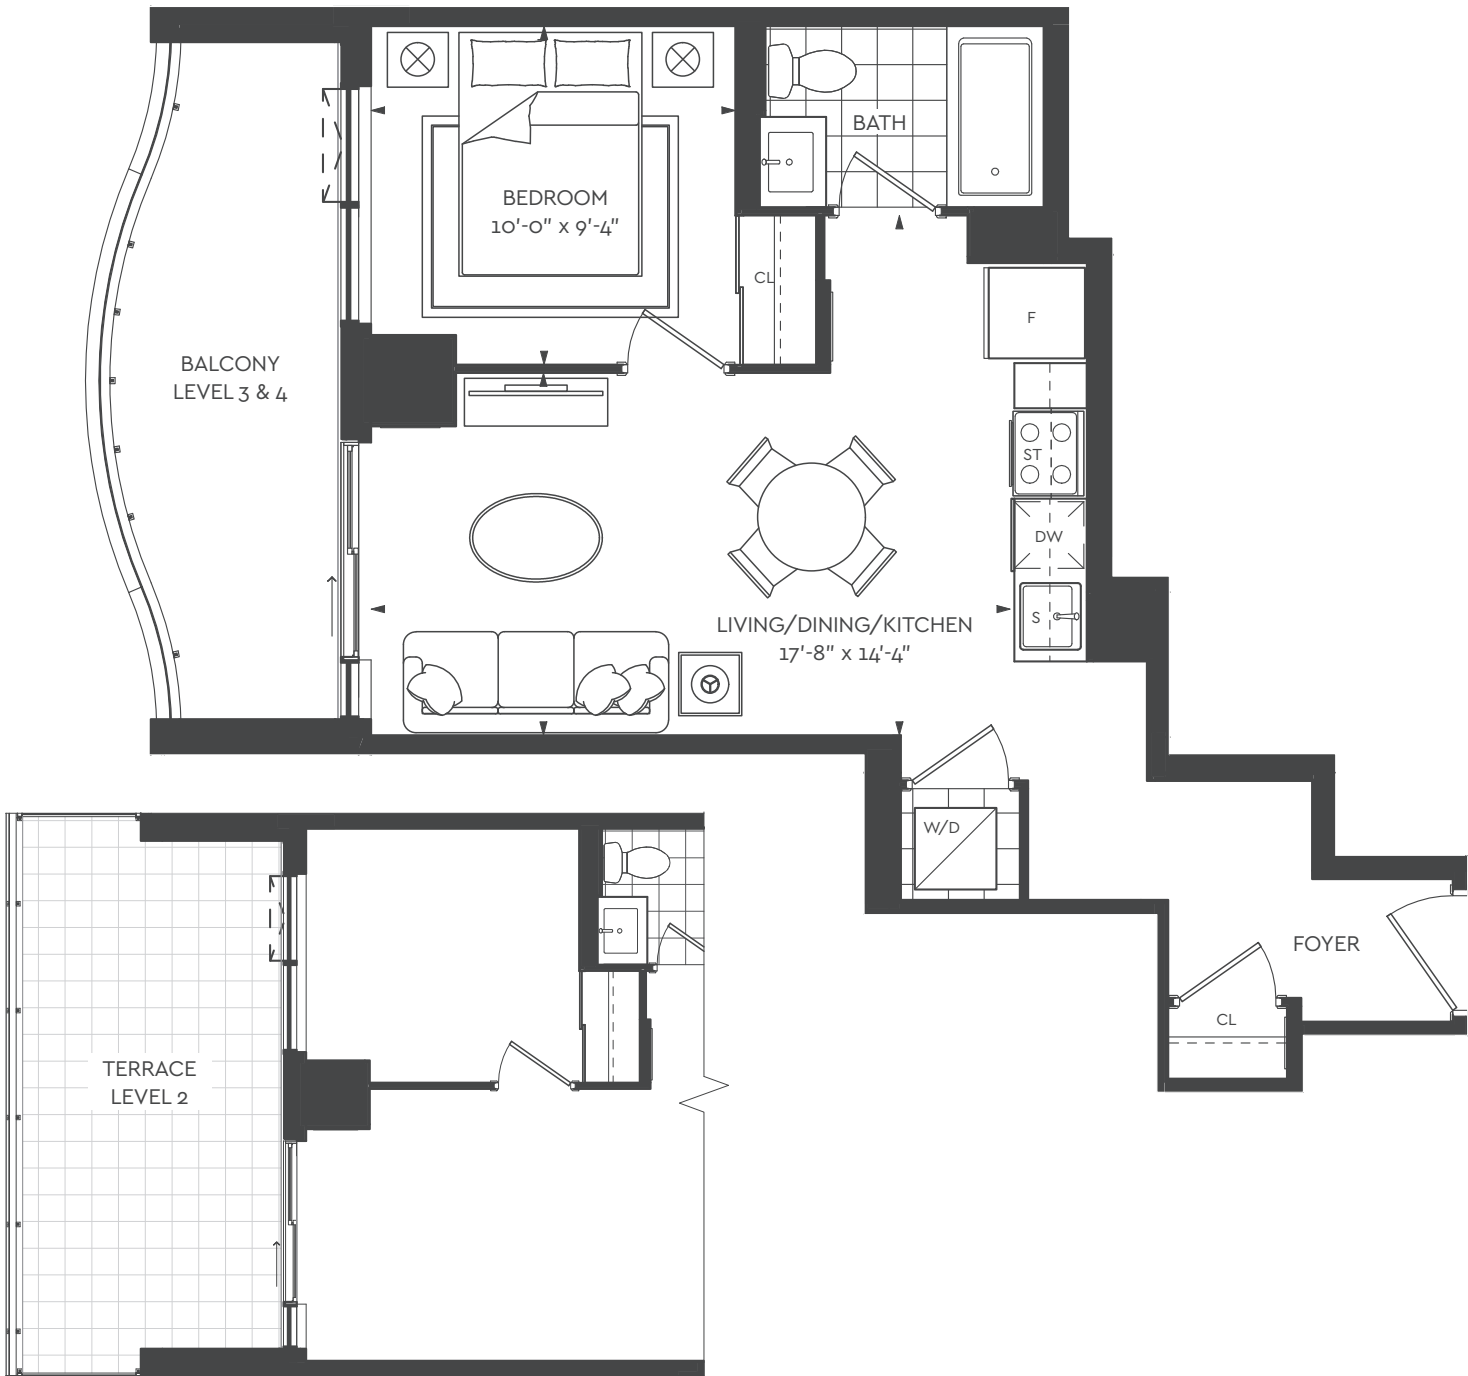 BATH
BEDROOM
10'-0" x 9'-4"
CL
F
BALCONY
LEVEL 3 & 4
ST
DW
S
LIVING/DINING/KITCHEN
17'-8" x 14'-4"
W/D
FOYER
CL
TERRACE
LEVEL 2